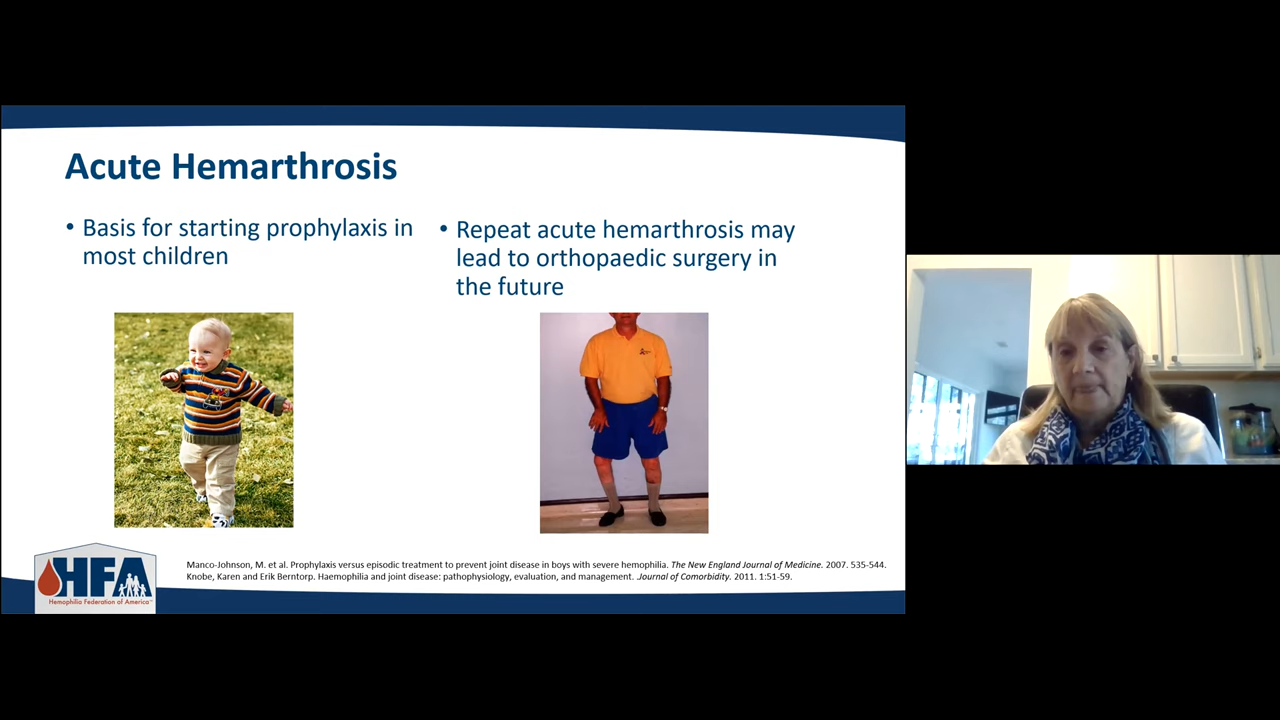 Acute Hemarthrosis
• Basis for starting prophylaxis in
most children
• Repeat acute hemarthrosis may
lead to orthopaedic surgery in
the future
HFA
Hemophilia Federation of America
Manco-Johnson, M. et al. Prophylaxis versus episodic treatment to prevent joint disease in boys with severe hemophilia. The New England Journal of Medicine. 2007. 535-544.
Knobe, Karen and Erik Berntorp. Haemophilia and joint disease: pathophysiology, evaluation, and management. Journal of Comorbidity. 2011. 1:51-59.